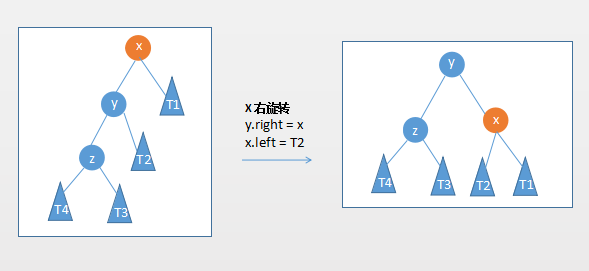 x
y
T1
z
T2
T4
T3
X 右旋转
y.right = x
x.left = T2
y
z
x
T4
T3
T2
T1